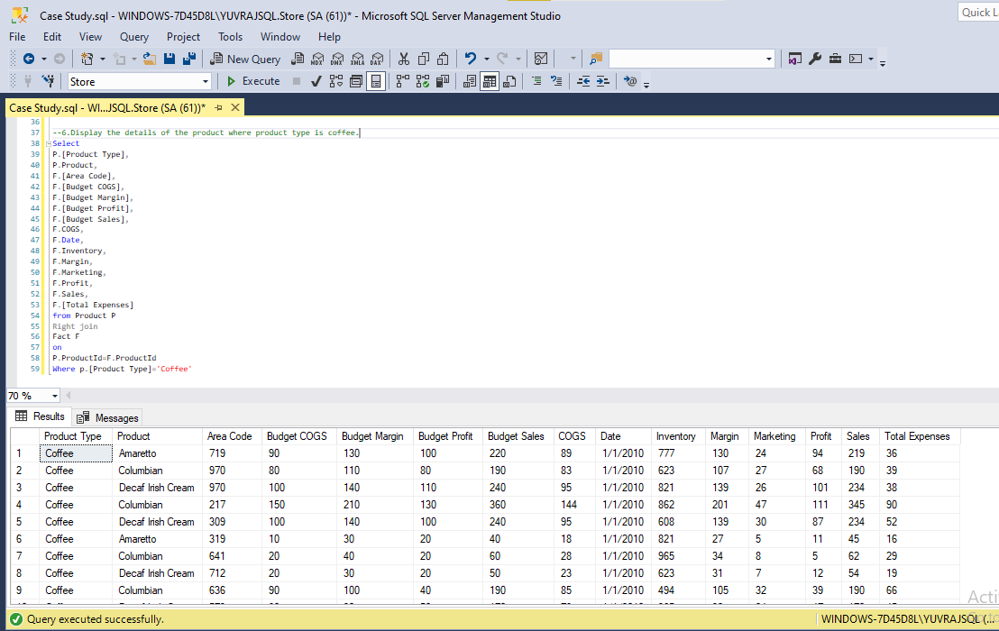 Case Study.sql - WINDOWS-7D45D8L\YUVRAJSQL.Store (SA (61))* - Microsoft SQL Server Management Studio
Quick L
File Edit View Query Project Tools Window Help
New Query MDX DMX XMLA DAX
Store Execute
Case Study.sql - WI...JSQL.Store (SA (61))*
36
37 --6.Display the details of the product where product type is coffee.
38 Select
39 P.[Product Type],
40 P.Product,
41 F.[Area Code],
42 F.[Budget COGS],
43 F.[Budget Margin],
44 F.[Budget Profit],
45 F.[Budget Sales],
46 F.COGS,
47 F.Date,
48 F.Inventory,
49 F.Margin,
50 F.Marketing,
51 F.Profit,
52 F.Sales,
53 F.[Total Expenses]
54 from Product P
55 Right join
56 Fact F
57 on
58 P.ProductId=F.ProductId
59 Where p.[Product Type]='Coffee'
70 %
Results Messages
Product Type Product Area Code Budget COGS Budget Margin Budget Profit Budget Sales COGS Date Inventory Margin Marketing Profit Sales Total Expenses
1 Coffee Amaretto 719 90 130 100 220 89 1/1/2010 777 130 24 94 219 36
2 Coffee Columbian 970 80 110 80 190 83 1/1/2010 623 107 27 68 190 39
3 Coffee Decaf Irish Cream 970 100 140 110 240 95 1/1/2010 821 139 26 101 234 38
4 Coffee Columbian 217 150 210 130 360 144 1/1/2010 862 201 47 111 345 90
5 Coffee Decaf Irish Cream 309 100 140 100 240 95 1/1/2010 608 139 30 87 234 52
6 Coffee Amaretto 319 10 30 20 40 18 1/1/2010 821 27 5 11 45 16
7 Coffee Columbian 641 20 40 20 60 28 1/1/2010 965 34 8 5 62 29
8 Coffee Decaf Irish Cream 712 20 30 20 50 23 1/1/2010 623 31 7 12 54 19
9 Coffee Columbian 636 90 100 40 190 85 1/1/2010 494 105 32 39 190 66
Acti
Query executed successfully. WINDOWS-7D45D8L\YUVRAJSQL (...